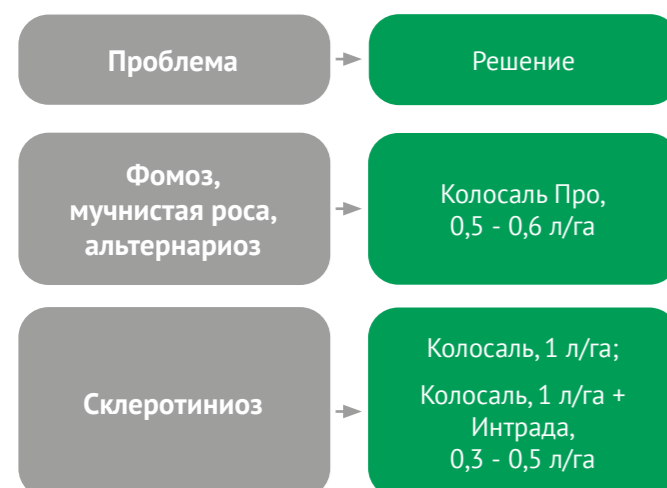 Проблема
Решение
Фомоз,
мучнистая роса,
альтернариоз
Колосаль Про,
0,5 - 0,6 л/га
Склеротиниоз
Колосаль, 1 л/га;
Колосаль, 1 л/га +
Интрада,
0,3 - 0,5 л/га